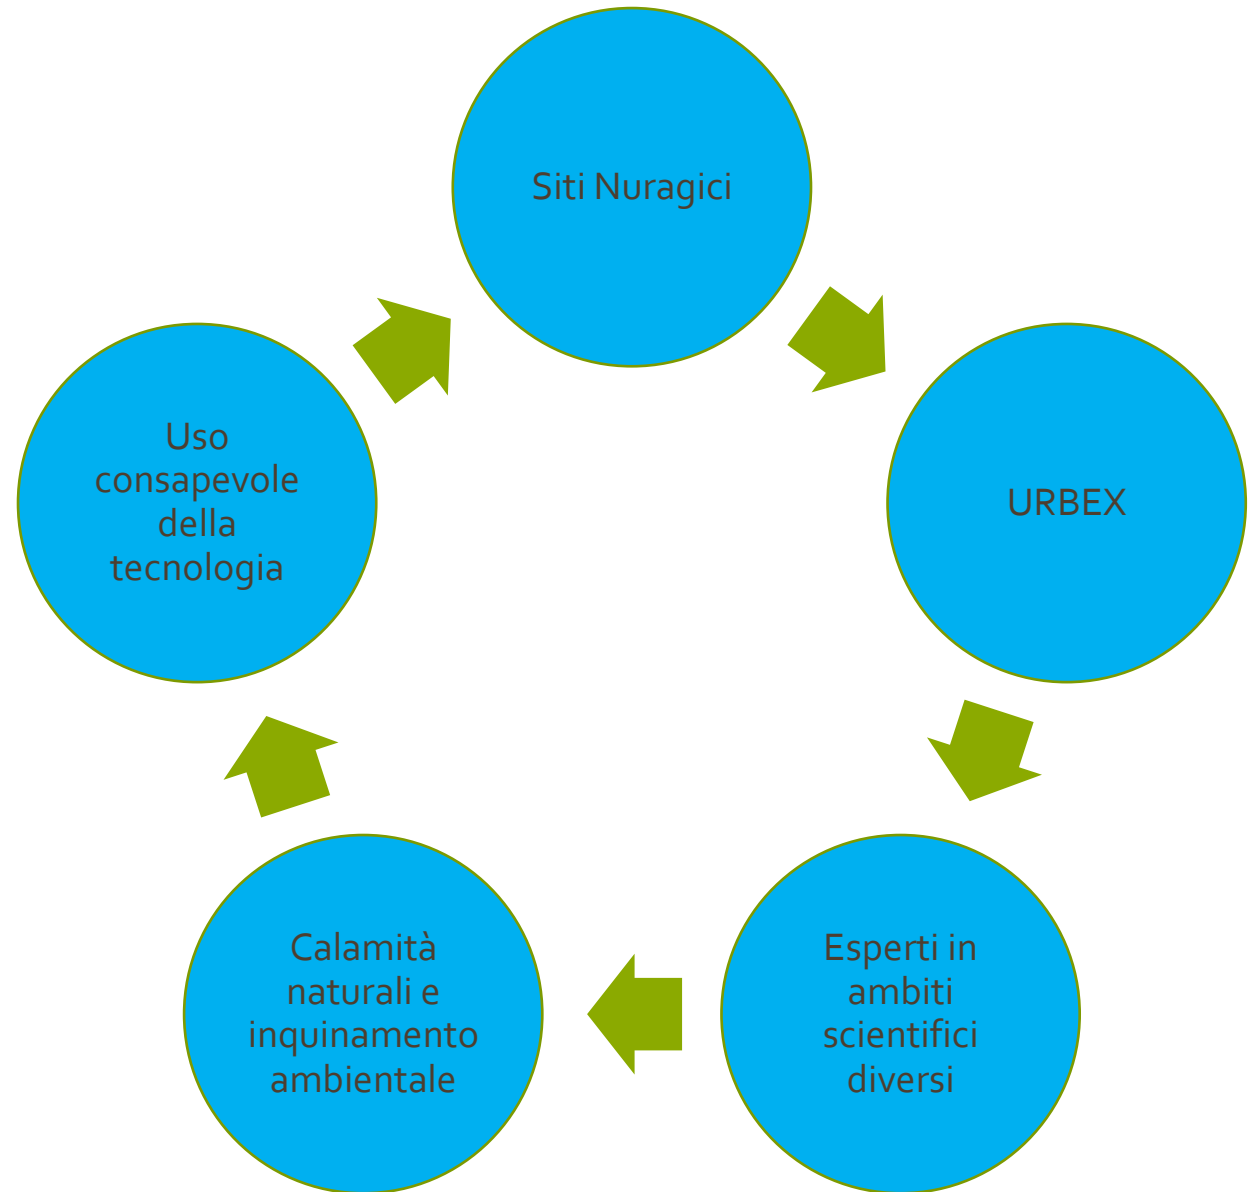 Siti Nuragici
URBEX
Esperti in
ambiti
scientifici
diversi
Calamità
naturali e
inquinamento
ambientale
Uso
consapevole
della
tecnologia